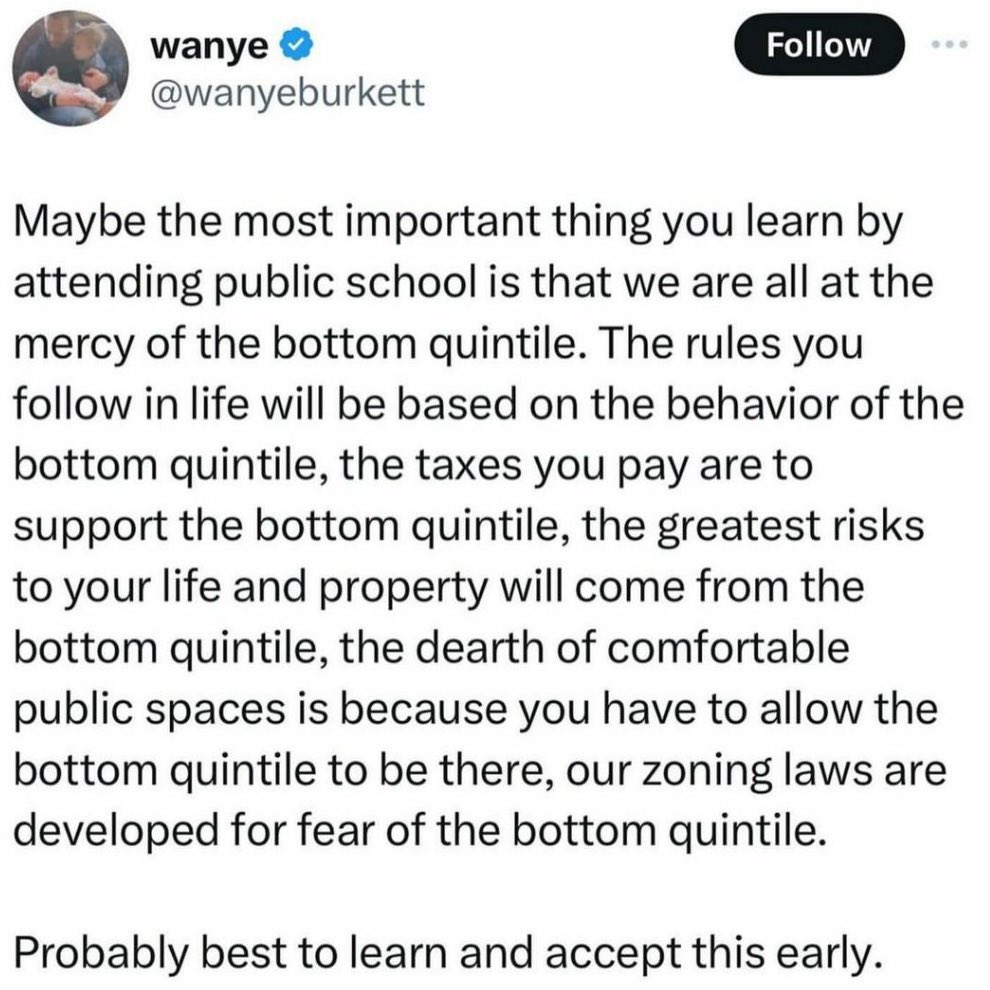 wanye
Follow
@wanyeburkett
Maybe the most important thing you learn by
attending public school is that we are all at the
mercy of the bottom quintile. The rules you
follow in life will be based on the behavior of the
bottom quintile, the taxes you pay are to
support the bottom quintile, the greatest risks
to your life and property will come from the
bottom quintile, the dearth of comfortable
public spaces is because you have to allow the
bottom quintile to be there, our zoning laws are
developed for fear of the bottom quintile.
Probably best to learn and accept this early.